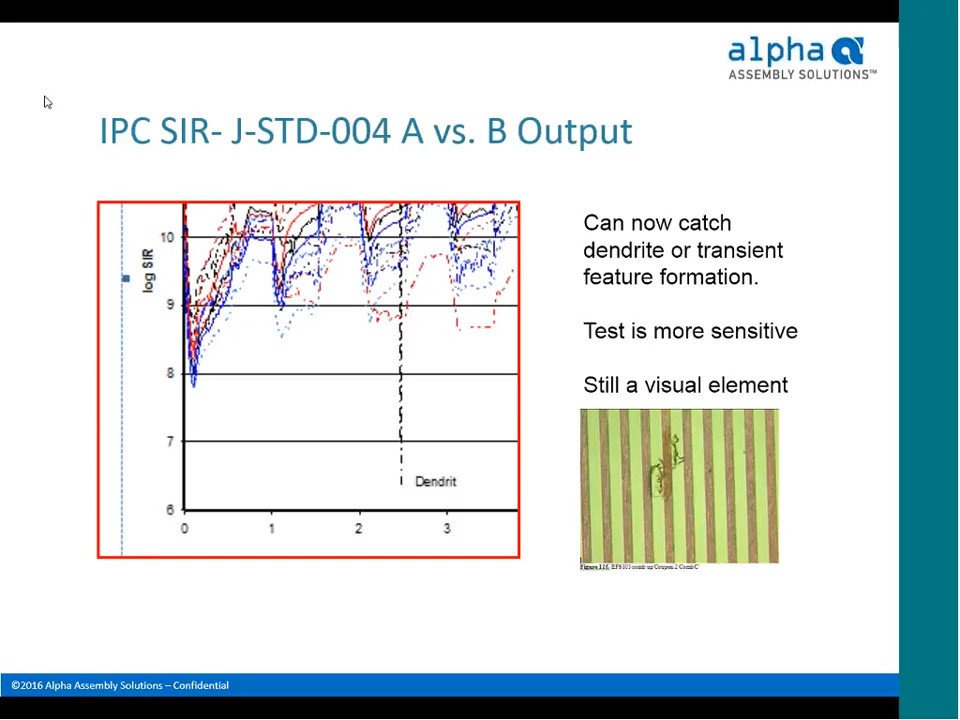 alpha
ASSEMBLY SOLUTIONS™
IPC SIR- J-STD-004 A vs. B Output
10
9
8
7
6
log SIR
Dendrit
0 1 2 3
Can now catch
dendrite or transient
feature formation.
Test is more sensitive
Still a visual element
©2016 Alpha Assembly Solutions – Confidential